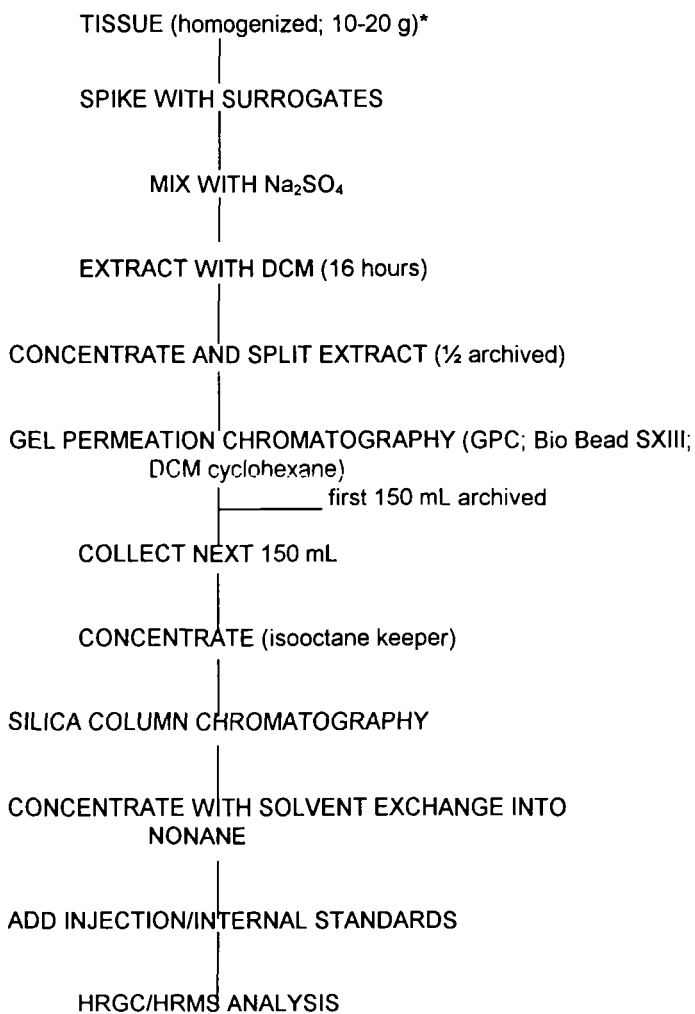 TISSUE (homogenized; 10-20 g)*
SPIKE WITH SURROGATES
MIX WITH Na₂SO₄
EXTRACT WITH DCM (16 hours)
CONCENTRATE AND SPLIT EXTRACT (½ archived)
GEL PERMEATION CHROMATOGRAPHY (GPC; Bio Bead SXIII;
DCM cyclohexane)
first 150 mL archived
COLLECT NEXT 150 mL
CONCENTRATE (isooctane keeper)
SILICA COLUMN CHROMATOGRAPHY
CONCENTRATE WITH SOLVENT EXCHANGE INTO
NONANE
ADD INJECTION/INTERNAL STANDARDS
HRGC/HRMS ANALYSIS